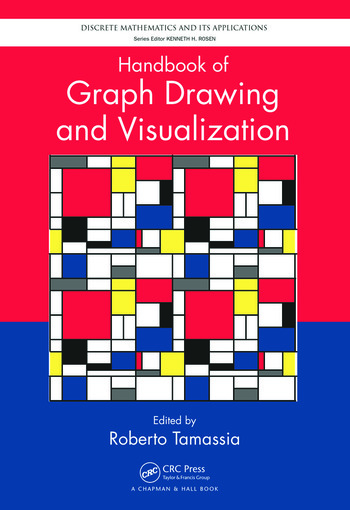 DISCRETE MATHEMATICS AND ITS APPLICATIONS
Series Editor KENNETH H. ROSEN
Handbook of
Graph Drawing
and Visualization
Edited by
Roberto Tamassia
CRC CRC Press
Taylor & Francis Group
A CHAPMAN & HALL BOOK